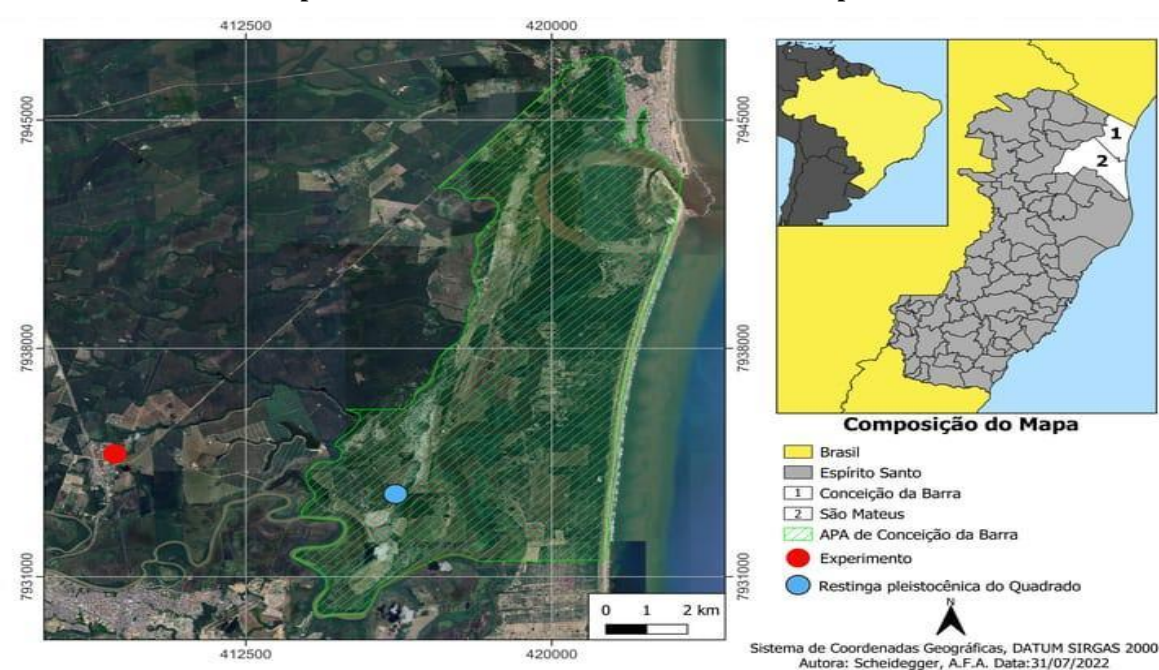 412500 420000
7945000 7945000
7938000 7938000
7931000 7931000
412500 420000
0 1 2 km
1
2
Composição do Mapa
Brasil
Espírito Santo
1 Conceição da Barra
2 São Mateus
APA de Conceição da Barra
Experimento
Restinga pleistocênica do Quadrado
N
Sistema de Coordenadas Geográficas, DATUM SIRGAS 2000
Autora: Scheidegger, A.F.A. Data:31/07/2022